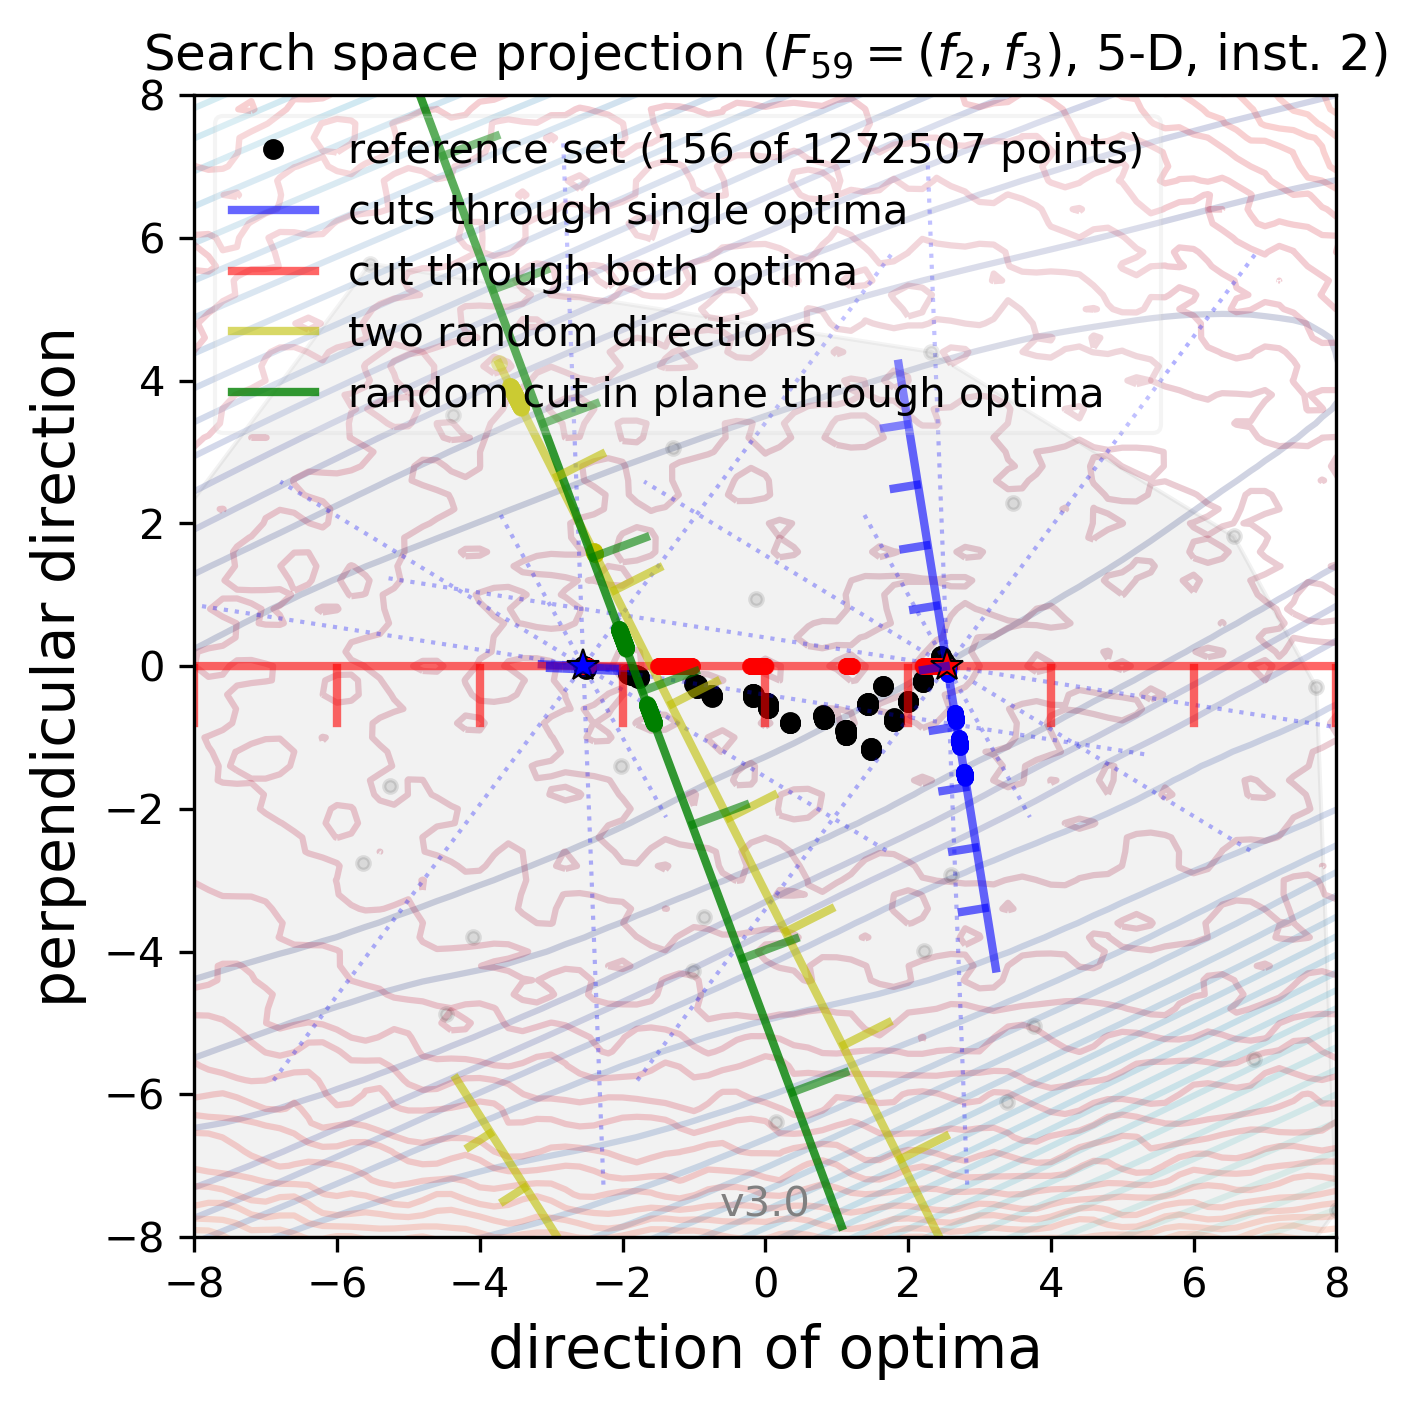 Search space projection (F₅₉ = (f₂, f₃), 5-D, inst. 2)
reference set (156 of 1272507 points)
cuts through single optima
cut through both optima
two random directions
random cut in plane through optima
8
6
4
2
0
−2
−4
−6
−8
perpendicular direction
v3.0
−8 −6 −4 −2 0 2 4 6 8
direction of optima